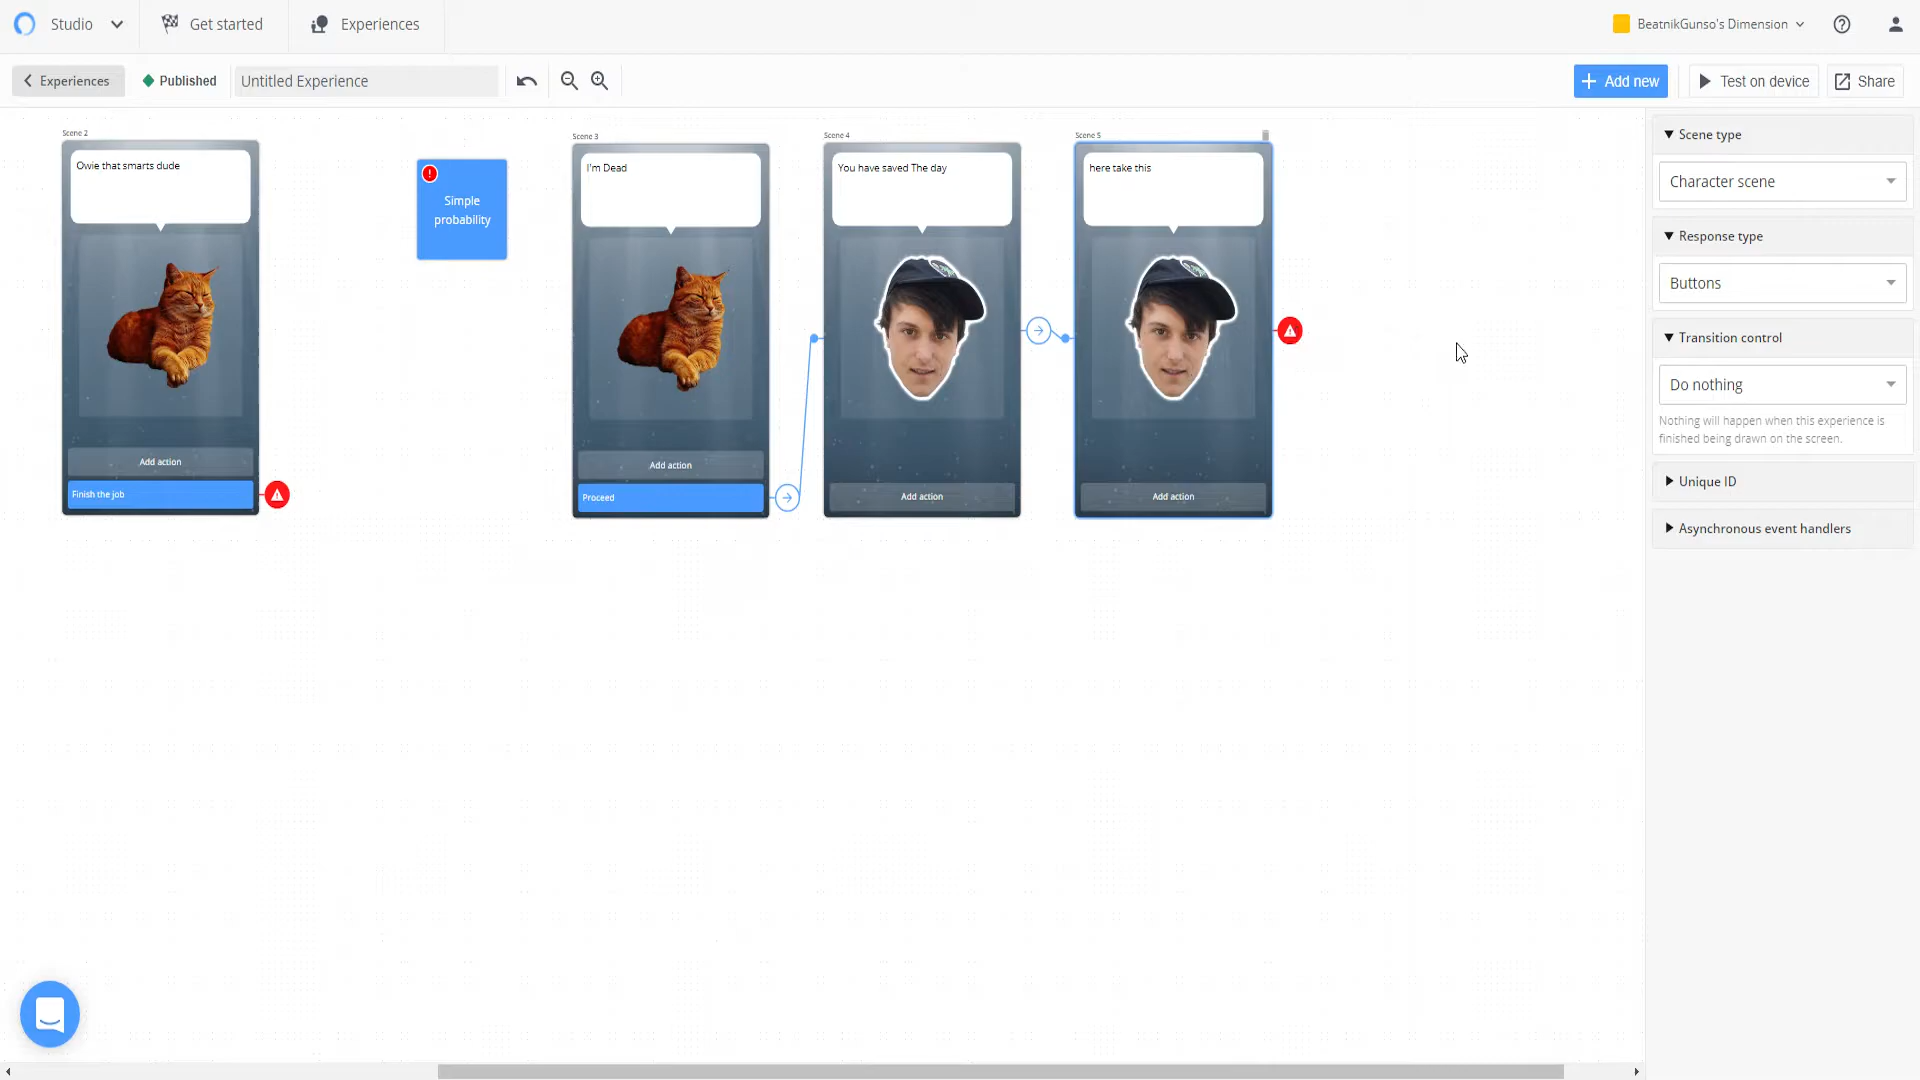 Studio
Get started
Experiences
BeatnikGunso's Dimension
Experiences
Published
Untitled Experience
Add new
Test on device
Share
Scene 2
Owie that smarts dude
Add action
Finish the job
Simple
probability
Scene 3
I'm Dead
Add action
Proceed
Scene 4
You have saved The day
Add action
Scene 5
here take this
Add action
Scene type
Character scene
Response type
Buttons
Transition control
Do nothing
Nothing will happen when this experience is
finished being drawn on the screen.
Unique ID
Asynchronous event handlers